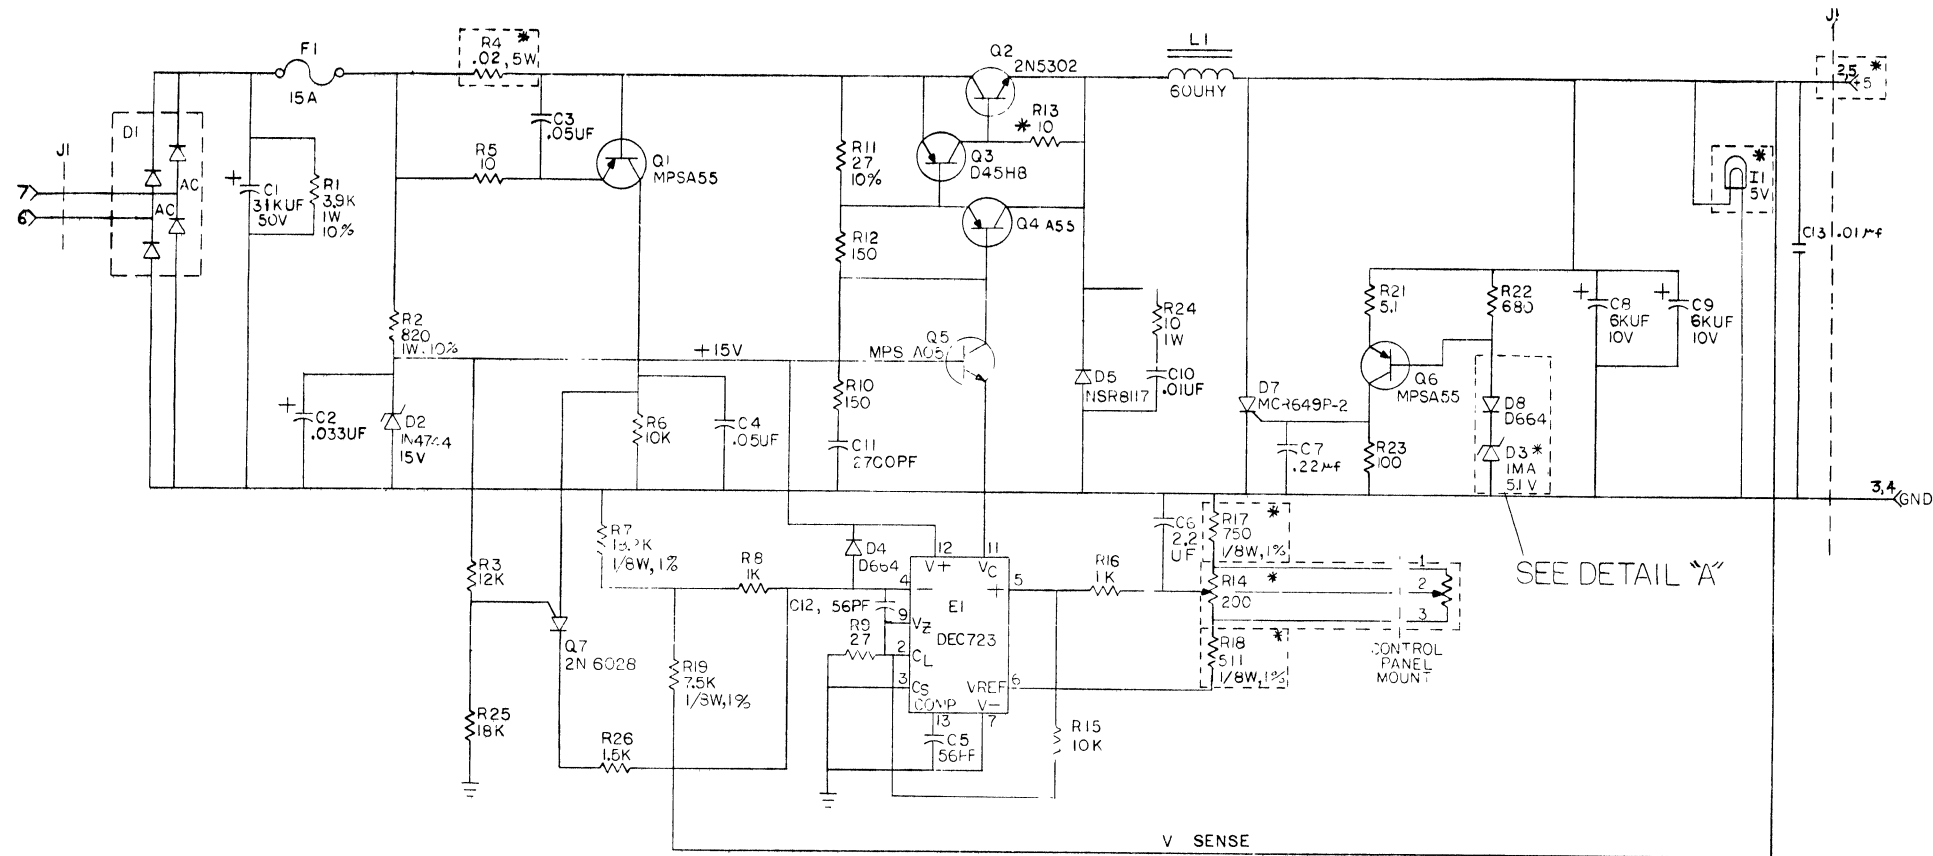 J1
F1
15A
R4 *
.02, 5W
C3
.05UF
R5
10
Q1
MPSA55
Q2
2N5302
L1
60UHY
J1
2,5 *
+5
D1
AC
AC
J1
7
6
C1
31KUF
50V
R1
3.9K
1W
10%
R11
27
10%
* R13
10
Q3
D45H8
Q4 A55
R12
150
*
I1
5V
C13 .01μf
R2
820
1W, 10%
+15V
Q5
MPS A05
R24
10
1W
C10
.01UF
D5
NSR8117
R21
5.1
R22
680
C8
6KUF
10V
C9
6KUF
10V
Q6
MPSA55
D7
MCR649P-2
D8
D664
D3 *
1MA
5.1V
C2
.033UF
D2
15V
R6
10K
C4
.05UF
R10
150
C11
2700PF
C7
.22μf
R23
100
3,4
GND
SEE DETAIL "A"
R7
1/8W, 1%
R8
1K
D4
D664
12
V+
11
VC
4
−
5
+
E1
DEC723
9
VZ
2
CL
3
CS
VREF
6
COMP
V−
13
7
C12, 56PF
R9
27
C5
56PF
R16
1K
C6
2.2
UF
R17 *
750
1/8W, 1%
R14 *
200
R18 *
511
1/8W, 1%
1
2
3
CONTROL
PANEL
MOUNT
R3
12K
Q7
2N 6028
R19
7.5K
1/8W, 1%
R25
18K
R26
1.5K
R15
10K
V SENSE